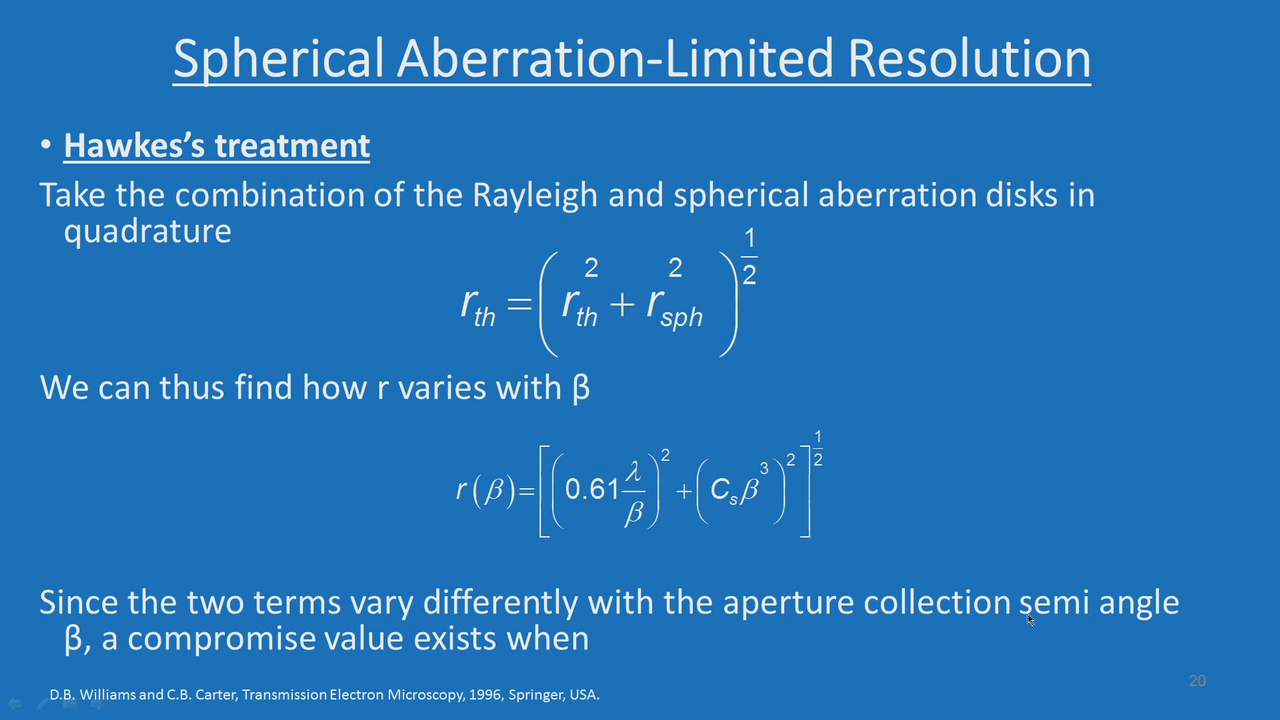 Spherical Aberration-Limited Resolution
• Hawkes's treatment
Take the combination of the Rayleigh and spherical aberration disks in
quadrature
r_th = ( r_th^2 + r_sph^2 )^(1/2)
We can thus find how r varies with β
r(β) = [ ( 0.61 λ/β )^2 + ( C_s β^3 )^2 ]^(1/2)
Since the two terms vary differently with the aperture collection semi angle
β, a compromise value exists when
D.B. Williams and C.B. Carter, Transmission Electron Microscopy, 1996, Springer, USA.
20